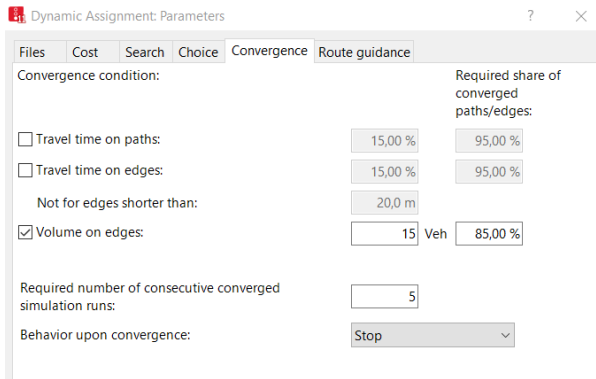 Dynamic Assignment: Parameters ? ×
Files Cost Search Choice Convergence Route guidance
Convergence condition: Required share of
converged
paths/edges:
Travel time on paths: 15,00 % 95,00 %
Travel time on edges: 15,00 % 95,00 %
Not for edges shorter than: 20,0 m
Volume on edges: 15 Veh 85,00 %
Required number of consecutive converged
simulation runs: 5
Behavior upon convergence: Stop